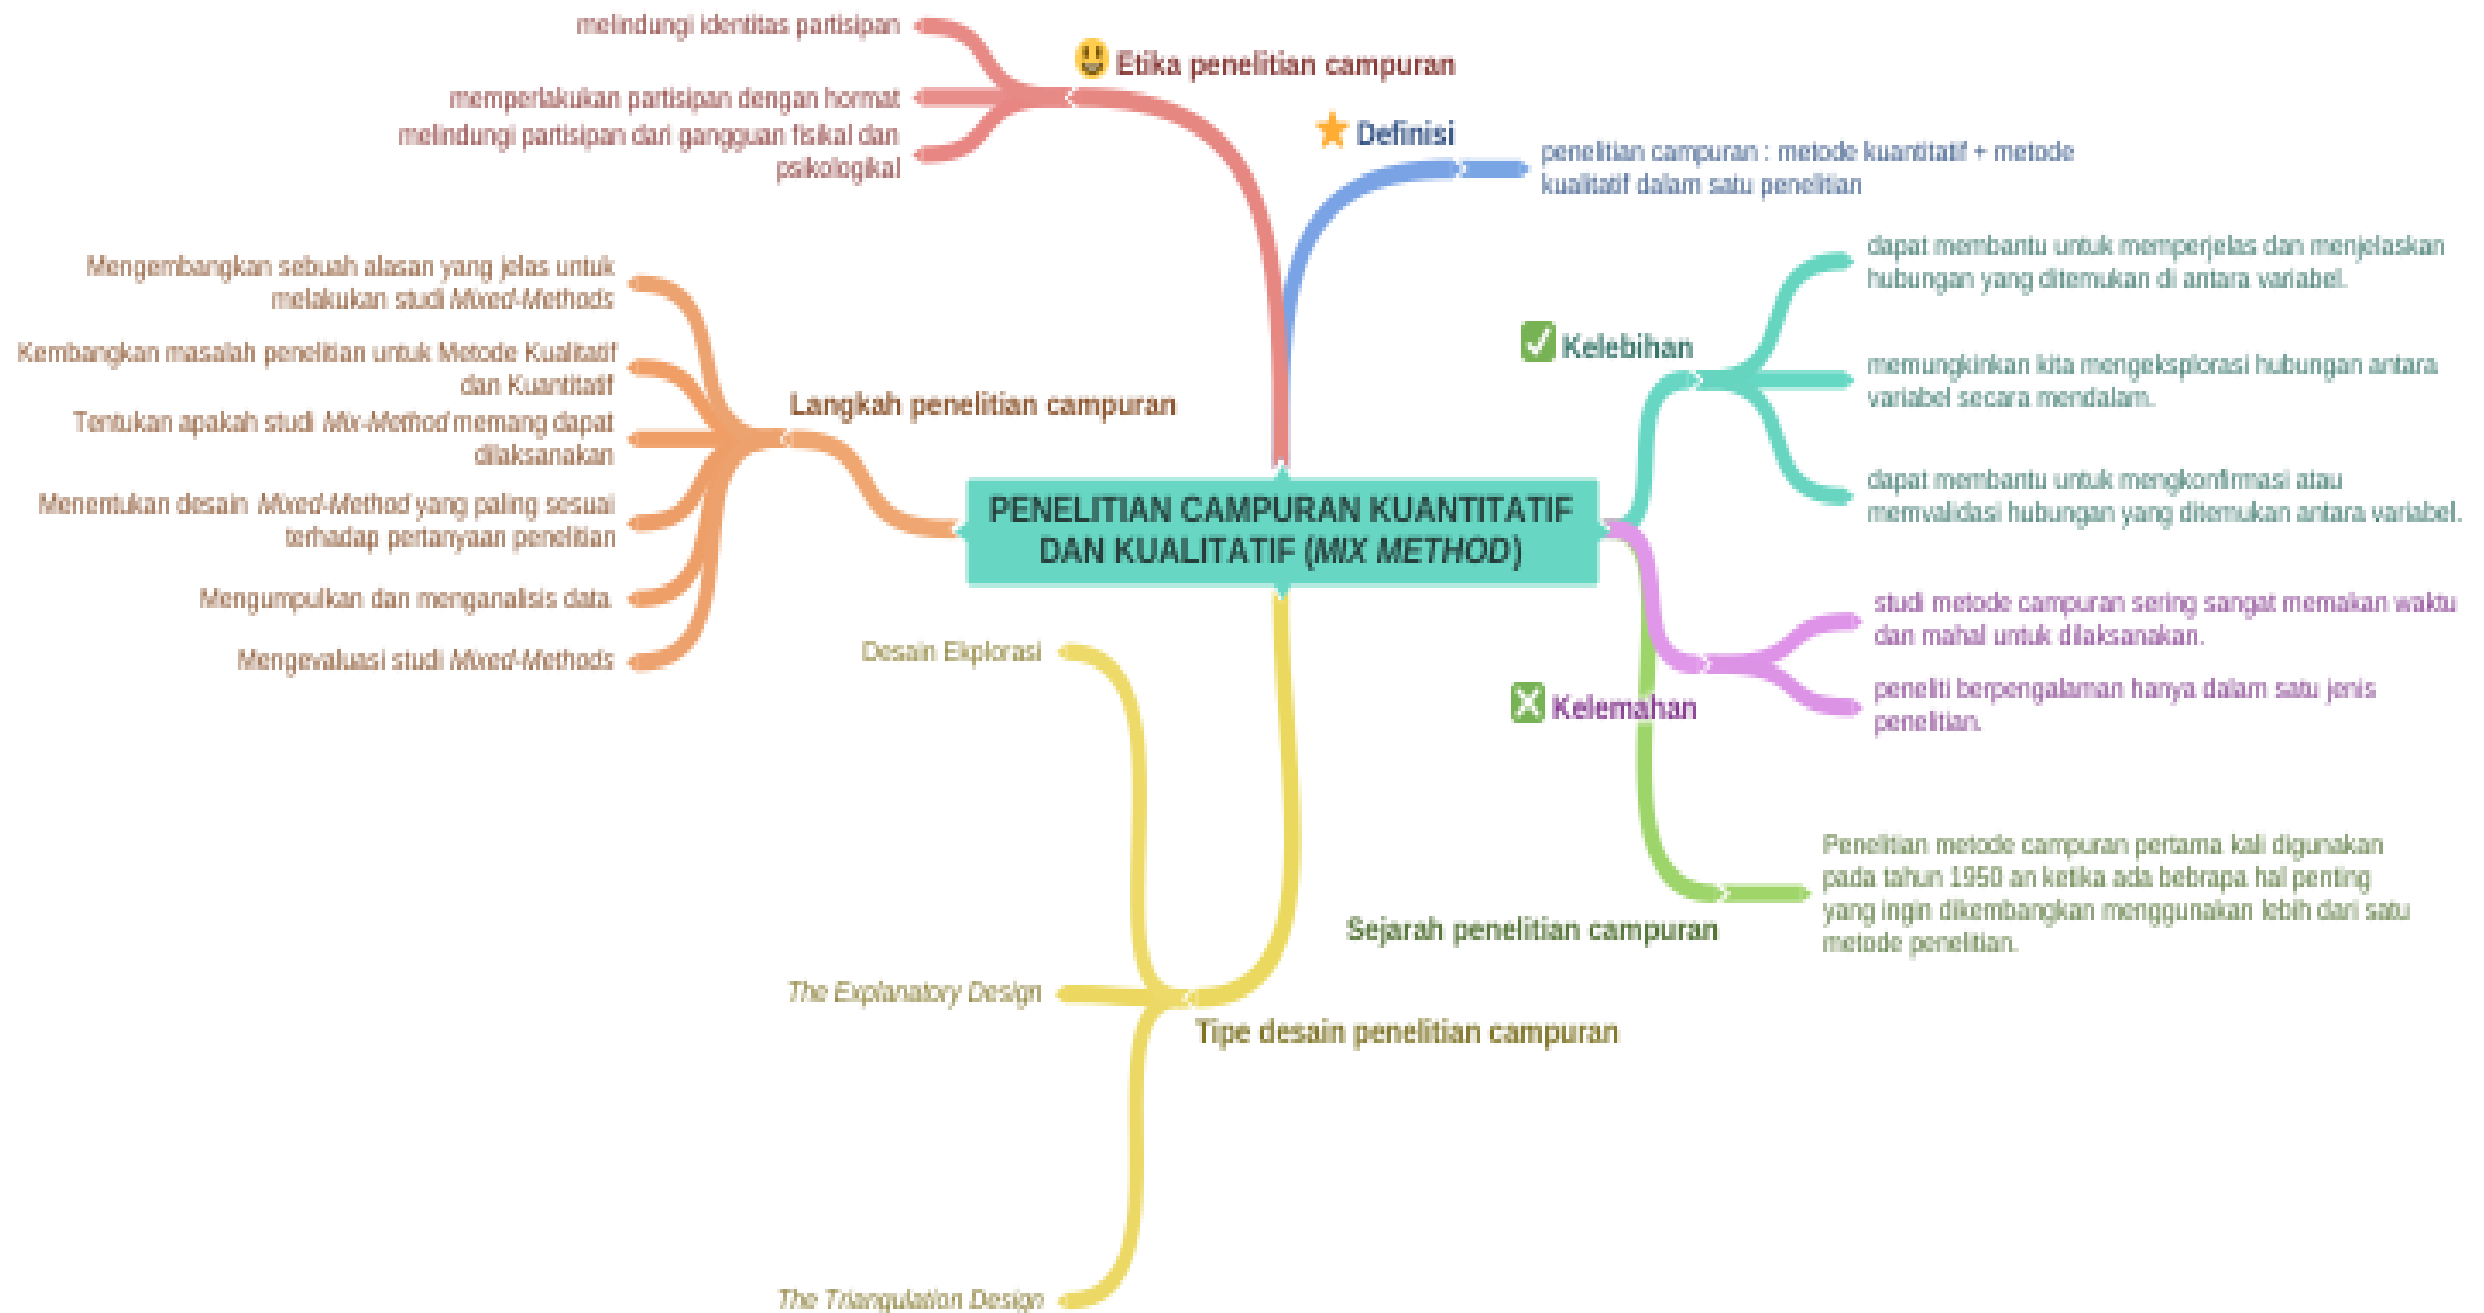 melindungi identitas partisipan
Etika penelitian campuran
memperlakukan partisipan dengan hormat
melindungi partisipan dari gangguan fisikal dan
psikologikal
Definisi
penelitian campuran : metode kuantitatif + metode
kualitatif dalam satu penelitian
Mengembangkan sebuah alasan yang jelas untuk
melakukan studi Mixed-Methods
Kembangkan masalah penelitian untuk Metode Kualitatif
dan Kuantitatif
Tentukan apakah studi Mix-Method memang dapat
dilaksanakan
Menentukan desain Mixed-Method yang paling sesuai
terhadap pertanyaan penelitian
Mengumpulkan dan menganalisis data.
Mengevaluasi studi Mixed-Methods
Langkah penelitian campuran
PENELITIAN CAMPURAN KUANTITATIF
DAN KUALITATIF (MIX METHOD)
Kelebihan
dapat membantu untuk memperjelas dan menjelaskan
hubungan yang ditemukan di antara variabel.
memungkinkan kita mengeksplorasi hubungan antara
variabel secara mendalam.
dapat membantu untuk mengkonfirmasi atau
memvalidasi hubungan yang ditemukan antara variabel.
Kelemahan
studi metode campuran sering sangat memakan waktu
dan mahal untuk dilaksanakan.
peneliti berpengalaman hanya dalam satu jenis
penelitian.
Sejarah penelitian campuran
Penelitian metode campuran pertama kali digunakan
pada tahun 1950 an ketika ada bebrapa hal penting
yang ingin dikembangkan menggunakan lebih dari satu
metode penelitian.
Desain Ekplorasi
The Explanatory Design
Tipe desain penelitian campuran
The Triangulation Design